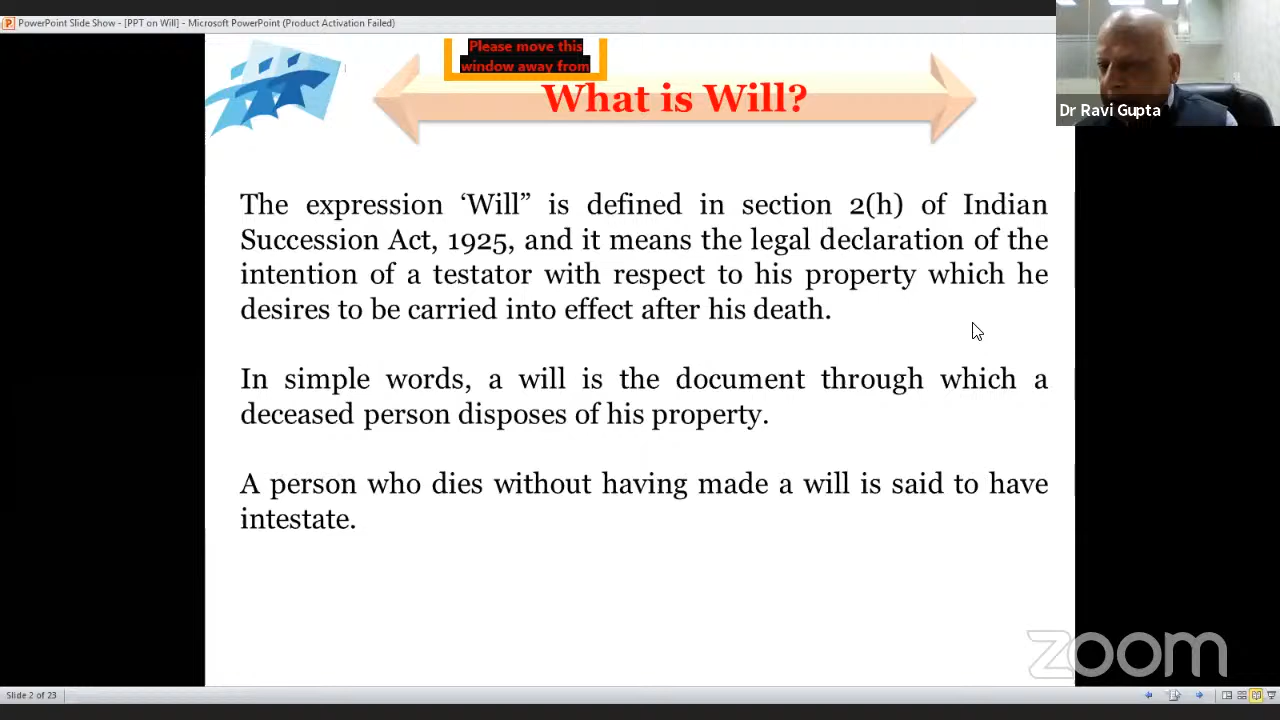 PowerPoint Slide Show - [PPT on Will] - Microsoft PowerPoint (Product Activation Failed)
Please move this
window away from
What is Will?
Dr Ravi Gupta
The expression ‘Will” is defined in section 2(h) of Indian
Succession Act, 1925, and it means the legal declaration of the
intention of a testator with respect to his property which he
desires to be carried into effect after his death.
In simple words, a will is the document through which a
deceased person disposes of his property.
A person who dies without having made a will is said to have
intestate.
zoom
Slide 2 of 23